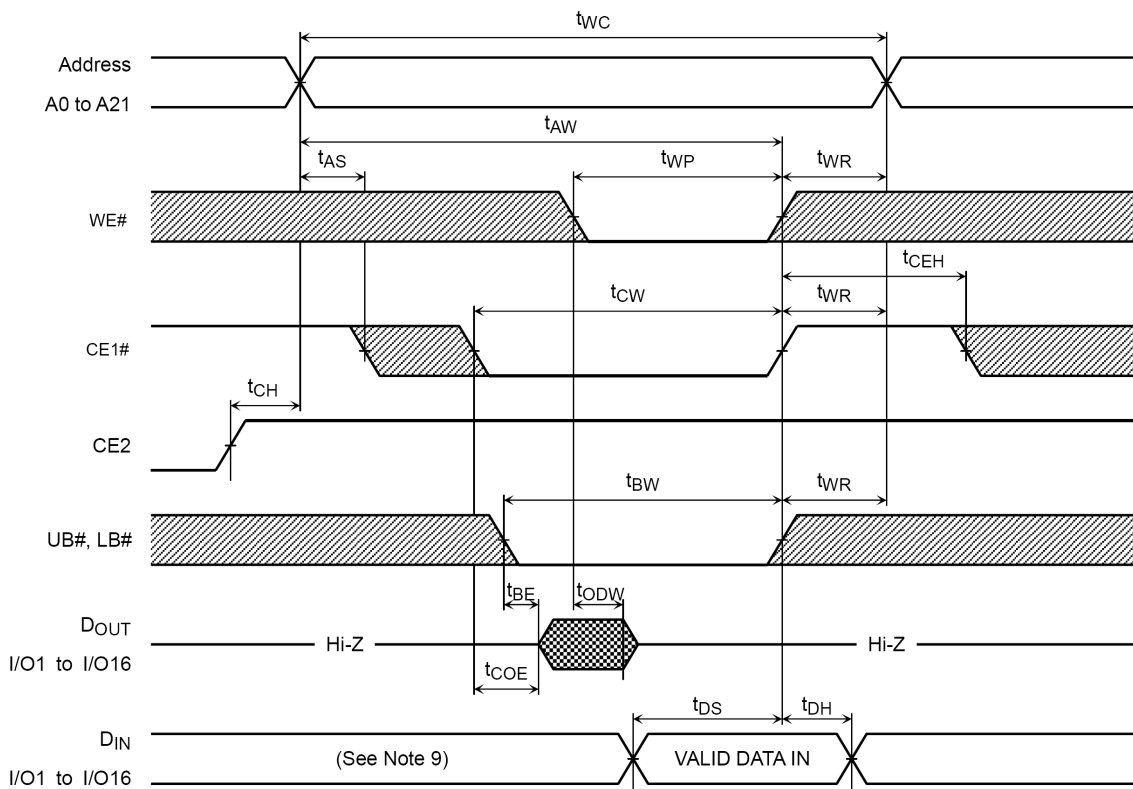 tWC
Address
A0 to A21
tAW
tAS
tWP
tWR
WE#
tCEH
tCW
tWR
CE1#
tCH
CE2
tBW
tWR
UB#, LB#
tBE
tODW
DOUT
Hi-Z
Hi-Z
I/O1 to I/O16
tCOE
tDS
tDH
DIN
(See Note 9)
VALID DATA IN
I/O1 to I/O16